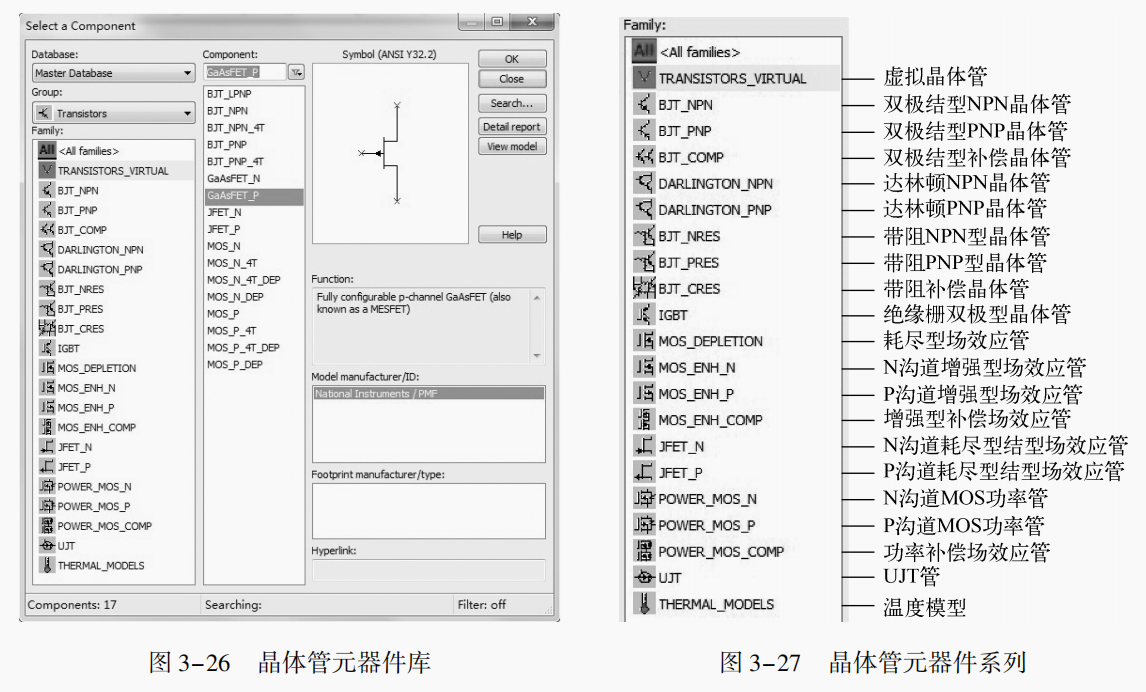 Select a Component
Database:
Master Database
Group:
Transistors
Family:
All <All families>
TRANSISTORS_VIRTUAL
BJT_NPN
BJT_PNP
BJT_COMP
DARLINGTON_NPN
DARLINGTON_PNP
BJT_NRES
BJT_PRES
BJT_CRES
IGBT
MOS_DEPLETION
MOS_ENH_N
MOS_ENH_P
MOS_ENH_COMP
JFET_N
JFET_P
POWER_MOS_N
POWER_MOS_P
POWER_MOS_COMP
UJT
THERMAL_MODELS
Component:
GaAsFET_P
BJT_LPNP
BJT_NPN
BJT_NPN_4T
BJT_PNP
BJT_PNP_4T
GaAsFET_N
GaAsFET_P
JFET_N
JFET_P
MOS_N
MOS_N_4T
MOS_N_4T_DEP
MOS_N_DEP
MOS_P
MOS_P_4T
MOS_P_4T_DEP
MOS_P_DEP
Symbol (ANSI Y32.2)
OK
Close
Search...
Detail report
View model
Help
Function:
Fully configurable p-channel GaAsFET (also
known as a MESFET)
Model manufacturer/ID:
National Instruments / PMF
Footprint manufacturer/type:
Hyperlink:
Components: 17
Searching:
Filter: off
图 3-26 晶体管元器件库
Family:
All <All families>
TRANSISTORS_VIRTUAL 虚拟晶体管
BJT_NPN 双极结型NPN晶体管
BJT_PNP 双极结型PNP晶体管
BJT_COMP 双极结型补偿晶体管
DARLINGTON_NPN 达林顿NPN晶体管
DARLINGTON_PNP 达林顿PNP晶体管
BJT_NRES 带阻NPN型晶体管
BJT_PRES 带阻PNP型晶体管
BJT_CRES 带阻补偿晶体管
IGBT 绝缘栅双极型晶体管
MOS_DEPLETION 耗尽型场效应管
MOS_ENH_N N沟道增强型场效应管
MOS_ENH_P P沟道增强型场效应管
MOS_ENH_COMP 增强型补偿场效应管
JFET_N N沟道耗尽型结型场效应管
JFET_P P沟道耗尽型结型场效应管
POWER_MOS_N N沟道MOS功率管
POWER_MOS_P P沟道MOS功率管
POWER_MOS_COMP 功率补偿场效应管
UJT UJT管
THERMAL_MODELS 温度模型
图 3-27 晶体管元器件系列